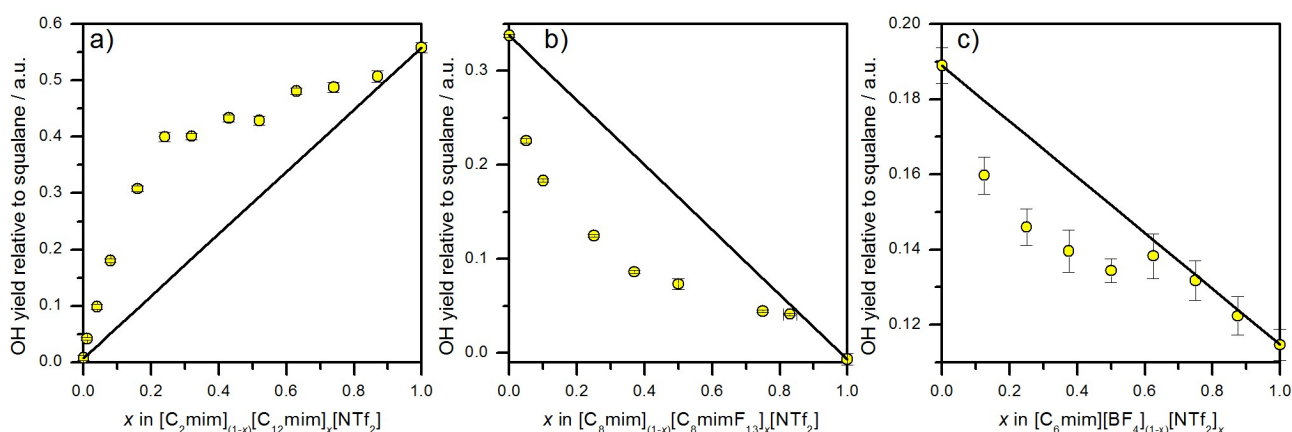 a)
OH yield relative to squalane / a.u.
0.6
0.5
0.4
0.3
0.2
0.1
0.0
0.0 0.2 0.4 0.6 0.8 1.0
x in [C2mim](1-x)[C12mim]x[NTf2]
b)
OH yield relative to squalane / a.u.
0.3
0.2
0.1
0.0
0.0 0.2 0.4 0.6 0.8 1.0
x in [C8mim](1-x)[C8mimF13]x[NTf2]
c)
OH yield relative to squalane / a.u.
0.20
0.18
0.16
0.14
0.12
0.0 0.2 0.4 0.6 0.8 1.0
x in [C6mim][BF4](1-x)[NTf2]x